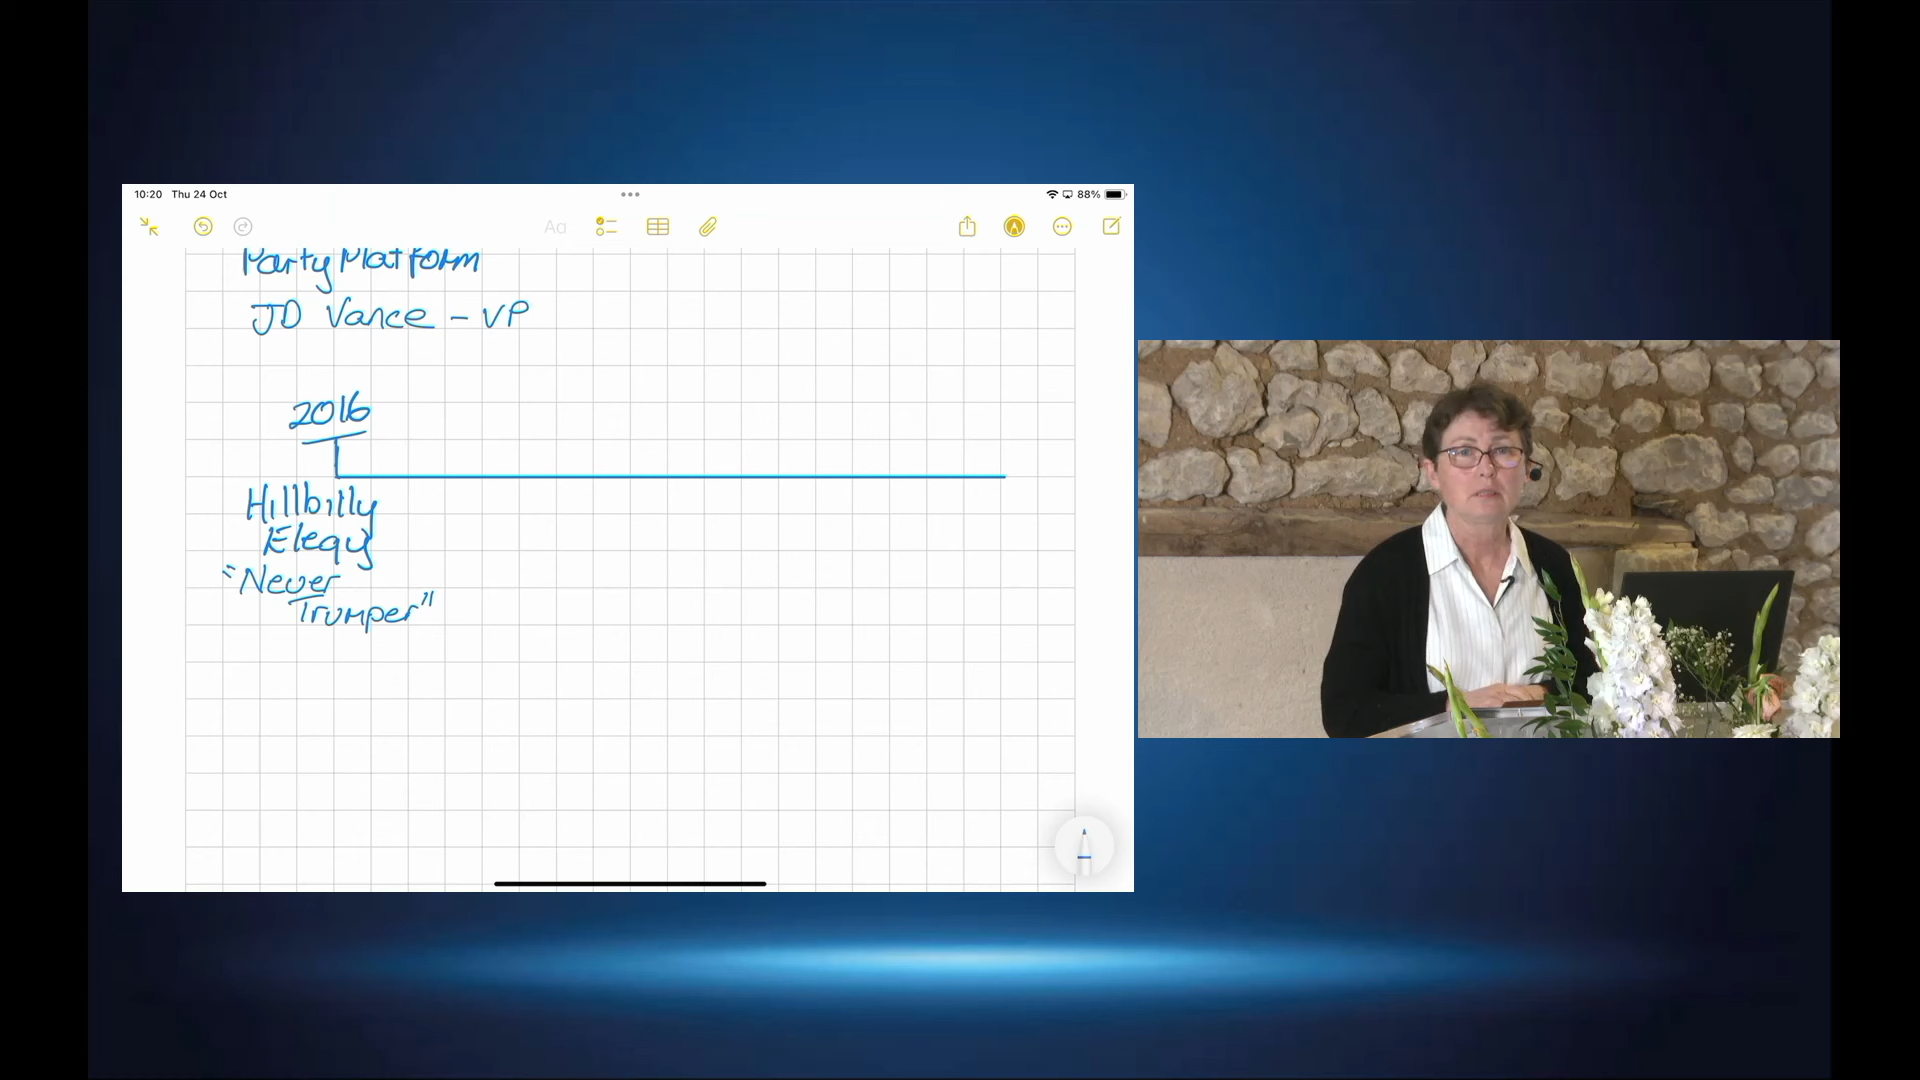 10:20 Thu 24 Oct
88%
Aa
Party Platform
JD Vance - VP
2016
Hillbilly
Elegy
"Never
Trumper"